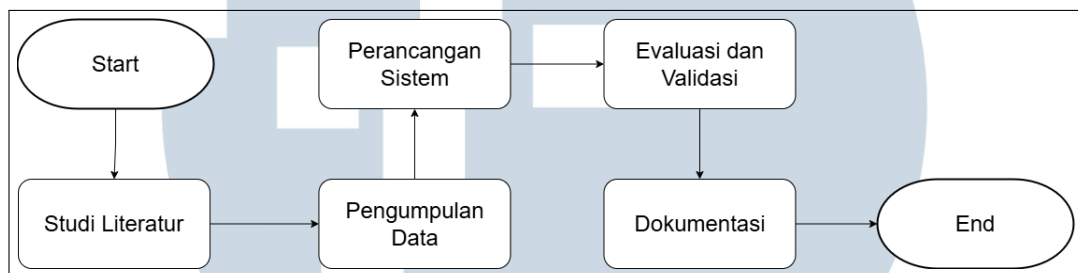 Start
Studi Literatur
Pengumpulan
Data
Perancangan
Sistem
Evaluasi dan
Validasi
Dokumentasi
End